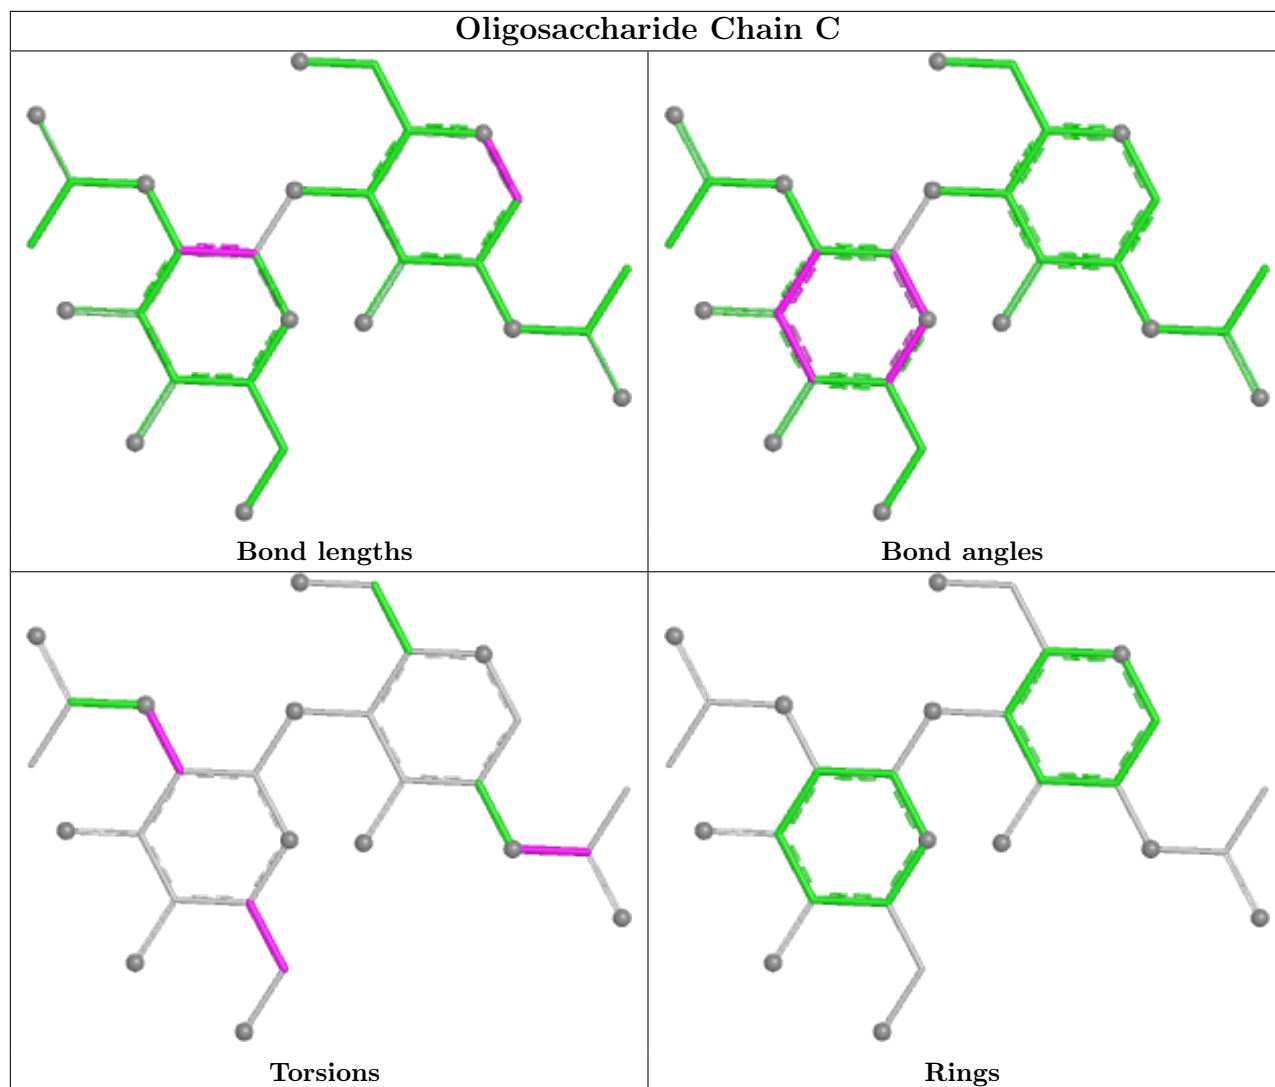 Oligosaccharide Chain C
Bond lengths
Bond angles
Torsions
Rings